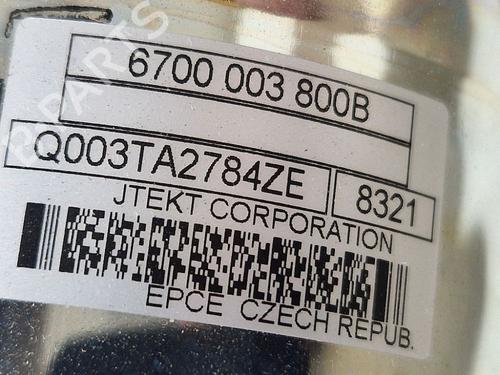 6700 003 800B
Q003TA2784ZE
8321
JTEKT CORPORATION
EPCE CZECH REPUB.